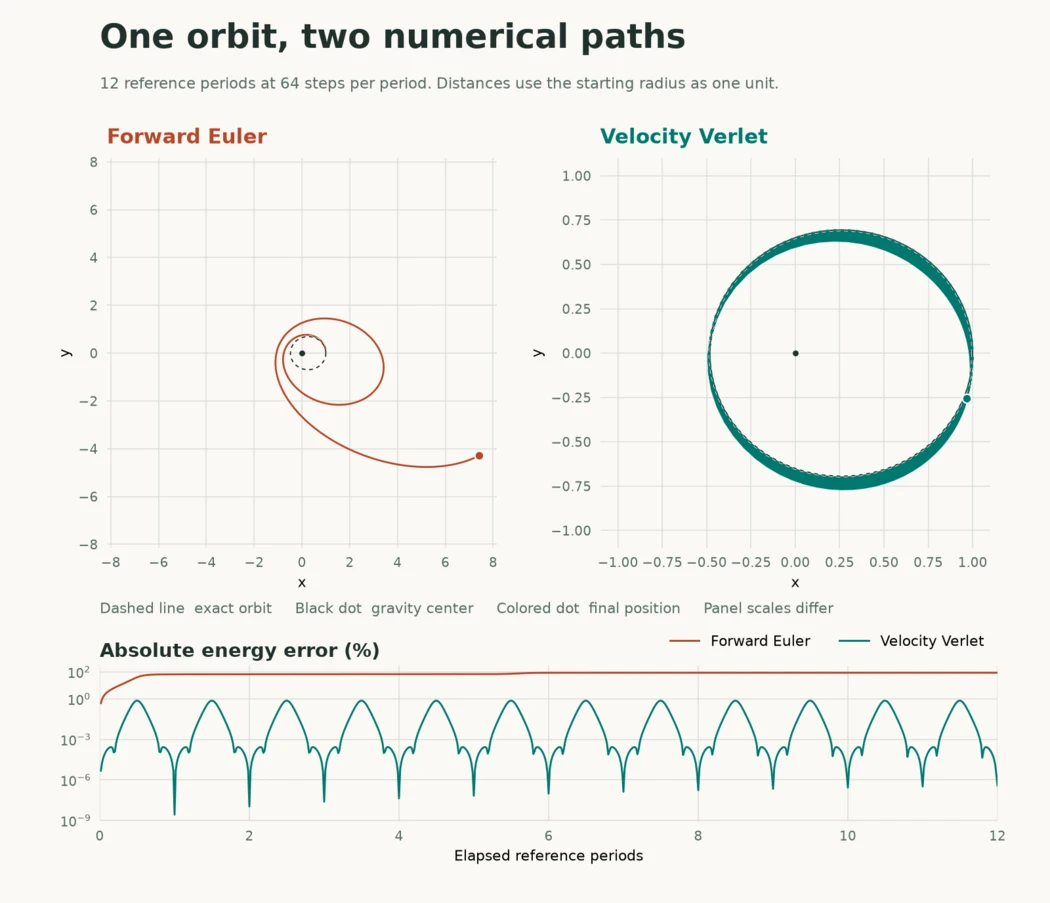 One orbit, two numerical paths
12 reference periods at 64 steps per period. Distances use the starting radius as one unit.
Forward Euler
8
6
4
2
0
−2
−4
−6
−8
y
−8 −6 −4 −2 0 2 4 6 8
x
Velocity Verlet
1.00
0.75
0.50
0.25
0.00
−0.25
−0.50
−0.75
−1.00
y
−1.00 −0.75 −0.50 −0.25 0.00 0.25 0.50 0.75 1.00
x
Dashed line exact orbit Black dot gravity center Colored dot final position Panel scales differ
Absolute energy error (%)
Forward Euler Velocity Verlet
10²
10⁰
10⁻³
10⁻⁶
10⁻⁹
0 2 4 6 8 10 12
Elapsed reference periods